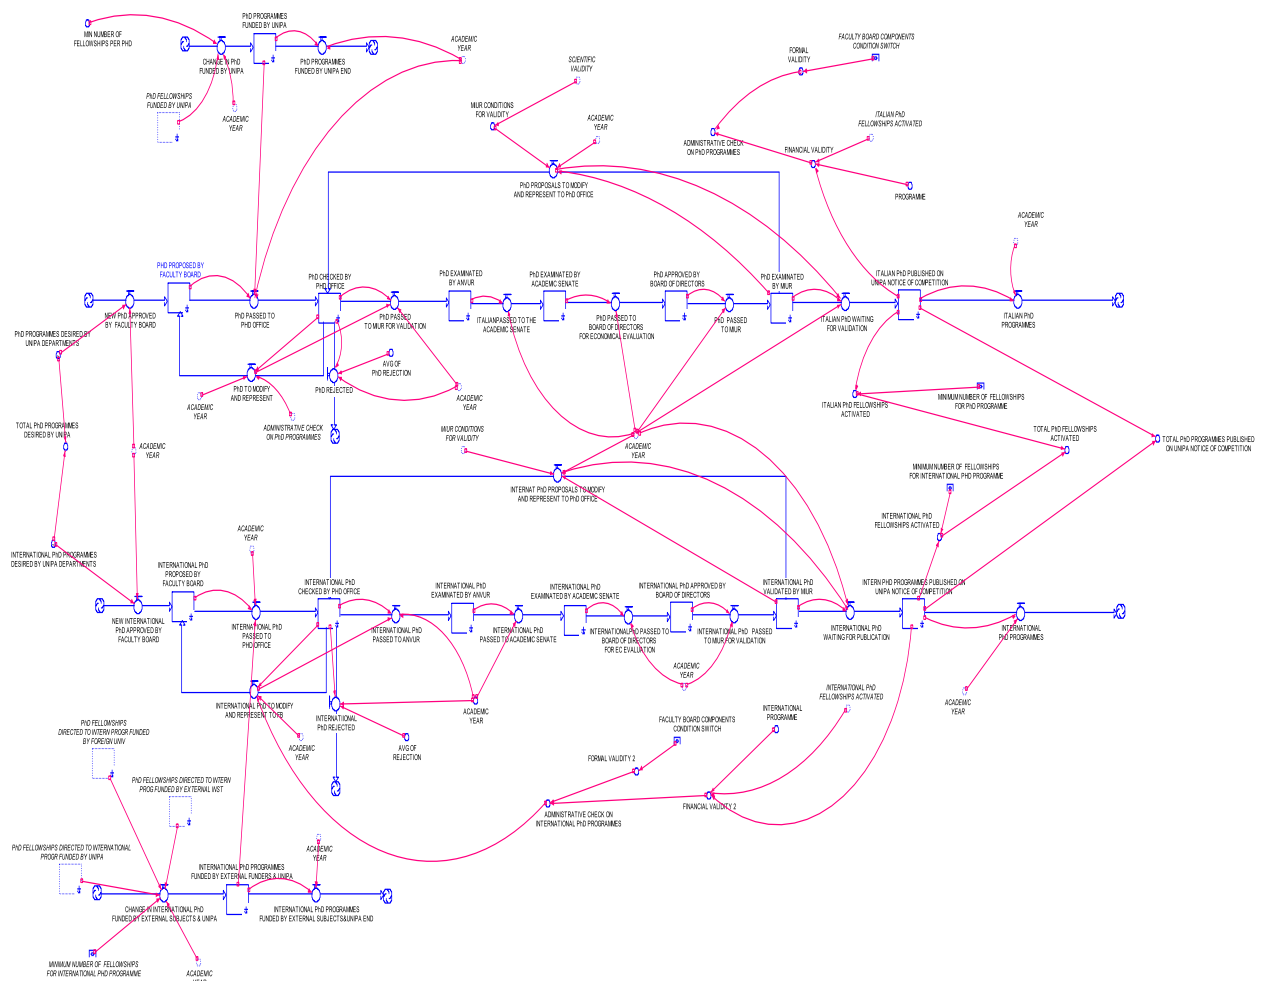 MIN NUMBER OF
FELLOWSHIPS PER PHD
PHD PROGRAMMES
FUNDED BY UNIPA
CHANGE IN PhD
FUNDED BY UNIPA
PhD PROGRAMMES
FUNDED BY UNIPA END
ACADEMIC
YEAR
PhD FELLOWSHIPS
FUNDED BY UNIPA
ACADEMIC
YEAR
SCIENTIFIC
VALIDITY
MIUR CONDITIONS
FOR VALIDITY
ACADEMIC
YEAR
FORMAL
VALIDITY
FACULTY BOARD COMPONENTS
CONDITION SWITCH
ITALIAN PhD
FELLOWSHIPS ACTIVATED
ADMINISTRATIVE CHECK
ON PhD PROGRAMMES
FINANCIAL VALIDITY
PROGRAMME
PhD PROPOSALS TO MODIFY
AND REPRESENT TO PhD OFFICE
ACADEMIC
YEAR
PHD PROPOSED BY
FACULTY BOARD
PhD CHECKED BY
PHD OFFICE
PhD EXAMINATED
BY ANVUR
PhD EXAMINATED BY
ACADEMIC SENATE
PhD APPROVED BY
BOARD OF DIRECTORS
PhD EXAMINATED
BY MIUR
ITALIAN PhD PUBLISHED ON
UNIPA NOTICE OF COMPETITION
NEW PhD APPROVED
BY FACULTY BOARD
PhD PASSED TO
PhD OFFICE
PhD PASSED
TO MIUR FOR VALIDATION
ITALIANPASSED TO THE
ACADEMIC SENATE
PhD PASSED TO
BOARD OF DIRECTORS
FOR ECONOMICAL EVALUATION
PhD PASSED
TO MIUR
ITALIAN PhD WAITING
FOR VALIDATION
ITALIAN PhD
PROGRAMMES
PhD PROGRAMMES DESIRED BY
UNIPA DEPARTMENTS
AVG OF
PhD REJECTION
PhD TO MODIFY
AND REPRESENT
PhD REJECTED
ACADEMIC
YEAR
ACADEMIC
YEAR
ADMINSTRATIVE CHECK
ON PhD PROGRAMMES
ITALIAN PhD FELLOWSHIPS
ACTIVATED
MINIMUM NUMBER OF FELLOWSHIPS
FOR PhD PROGRAMME
TOTAL PhD PROGRAMMES
DESIRED BY UNIPA
ACADEMIC
YEAR
MIUR CONDITIONS
FOR VALIDITY
ACADEMIC
YEAR
TOTAL PhD FELLOWSHIPS
ACTIVATED
TOTAL PhD PROGRAMMES PUBLISHED
ON UNIPA NOTICE OF COMPETITION
MINIMUM NUMBER OF FELLOWSHIPS
FOR INTERNATIONAL PHD PROGRAMME
INTERNAT PhD PROPOSALS TO MODIFY
AND REPRESENT TO PhD OFFICE
INTERNATIONAL PhD
FELLOWSHIPS ACTIVATED
ACADEMIC
YEAR
INTERNATIONAL PhD PROGRAMMES
DESIRED BY UNIPA DEPARTMENTS
INTERNATIONAL PhD
PROPOSED BY
FACULTY BOARD
INTERNATIONAL PhD
CHECKED BY PHD OFFICE
INTERNATIONAL PhD
EXAMINATED BY ANVUR
INTERNATIONAL PhD
EXAMINATED BY ACADEMIC SENATE
INTERNATIONAL PhD APPROVED BY
BOARD OF DIRECTORS
INTERNATIONAL PhD
VALIDATED BY MIUR
INTERN PHD PROGRAMMES PUBLISHED ON
UNIPA NOTICE OF COMPETITION
NEW INTERNATIONAL
PhD APPROVED BY
FACULTY BOARD
INTERNATIONAL PhD
PASSED TO
PHD OFFICE
INTERNATIONAL PhD
PASSED TO ANVUR
INTERNATIONAL PhD
PASSED TO ACADEMIC SENATE
INTERNATIONAL PhD PASSED TO
BOARD OF DIRECTORS
FOR EC EVALUATION
INTERNATIONAL PhD PASSED
TO MIUR FOR VALIDATION
INTERNATIONAL PhD
WAITING FOR PUBLICATION
INTERNATIONAL
PhD PROGRAMMES
ACADEMIC
YEAR
INTERNATIONAL PhD TO MODIFY
AND REPRESENT TO FB
INTERNATIONAL
PhD REJECTED
ACADEMIC
YEAR
INTERNATIONAL PhD
FELLOWSHIPS ACTIVATED
ACADEMIC
YEAR
PhD FELLOWSHIPS
DIRECTED TO INTERN PROGR FUNDED
BY FOREIGN UNIV
ACADEMIC
YEAR
AVG OF
REJECTION
FACULTY BOARD COMPONENTS
CONDITION SWITCH
INTERNATIONAL
PROGRAMME
FORMAL VALIDITY 2
PhD FELLOWSHIPS DIRECTED TO INTERN
PROG FUNDED BY EXTERNAL WST
ADMINISTRATIVE CHECK ON
INTERNATIONAL PhD PROGRAMMES
FINANCIAL VALIDITY 2
PhD FELLOWSHIPS DIRECTED TO INTERNATIONAL
PROGR FUNDED BY UNIPA
ACADEMIC
YEAR
INTERNATIONAL PhD PROGRAMMES
FUNDED BY EXTERNAL FUNDERS & UNIPA
CHANGE IN INTERNATIONAL PhD
FUNDED BY EXTERNAL SUBJECTS & UNIPA
INTERNATIONAL PHD PROGRAMMES
FUNDED BY EXTERNAL SUBJECTS&UNIPA END
MINIMUM NUMBER OF FELLOWSHIPS
FOR INTERNATIONAL PHD PROGRAMME
ACADEMIC
YEAR